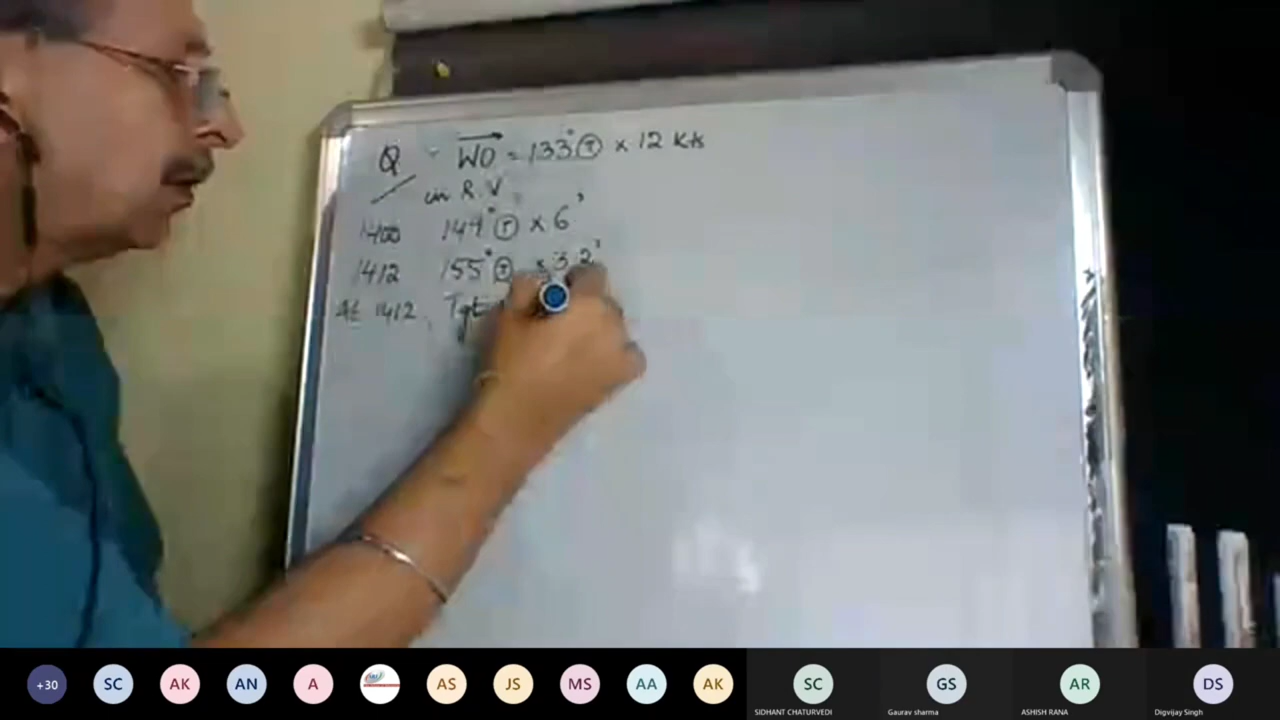 Q WO = 133° T × 12 Kts
in R.V.
1400 144° T × 6'
1412 155° T × 3.2'
At 1412, Tgt
+30 SC AK AN A AS JS MS AA AK SC GS AR DS
SIDHANT CHATURVEDI Gaurav sharma ASHISH RANA Digvijay Singh